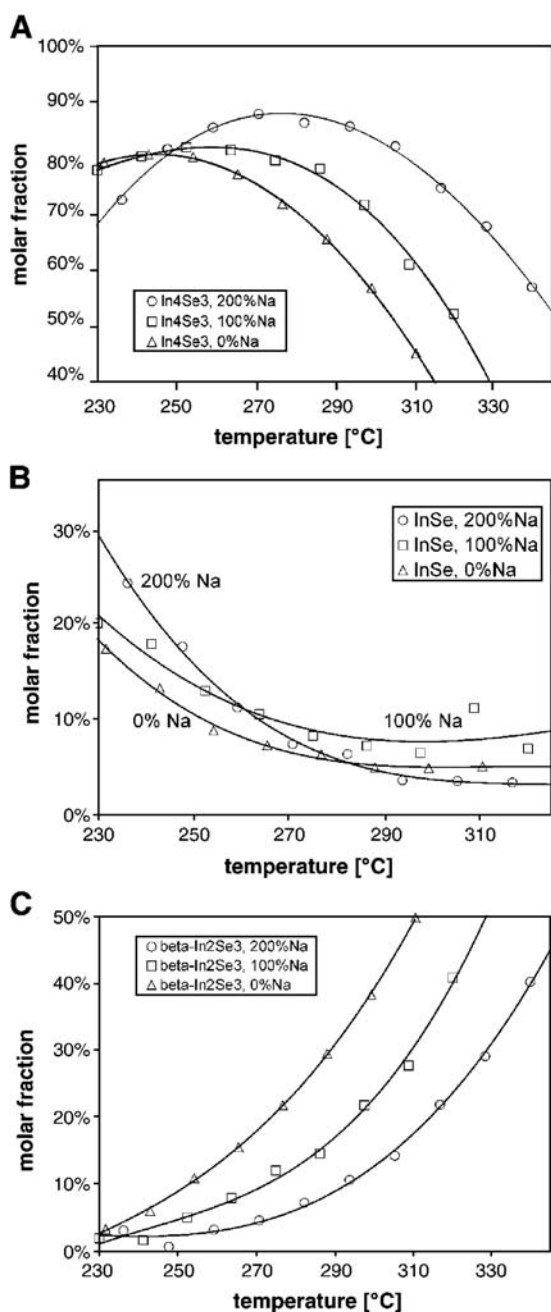 A
100%
90%
80%
70%
60%
50%
40%
molar fraction
In4Se3, 200%Na
In4Se3, 100%Na
In4Se3, 0%Na
230 250 270 290 310 330
temperature [°C]
B
30%
20%
10%
0%
molar fraction
InSe, 200%Na
InSe, 100%Na
InSe, 0%Na
200% Na
0% Na
100% Na
230 250 270 290 310
temperature [°C]
C
50%
40%
30%
20%
10%
0%
molar fraction
beta-In2Se3, 200%Na
beta-In2Se3, 100%Na
beta-In2Se3, 0%Na
230 250 270 290 310 330
temperature [°C]